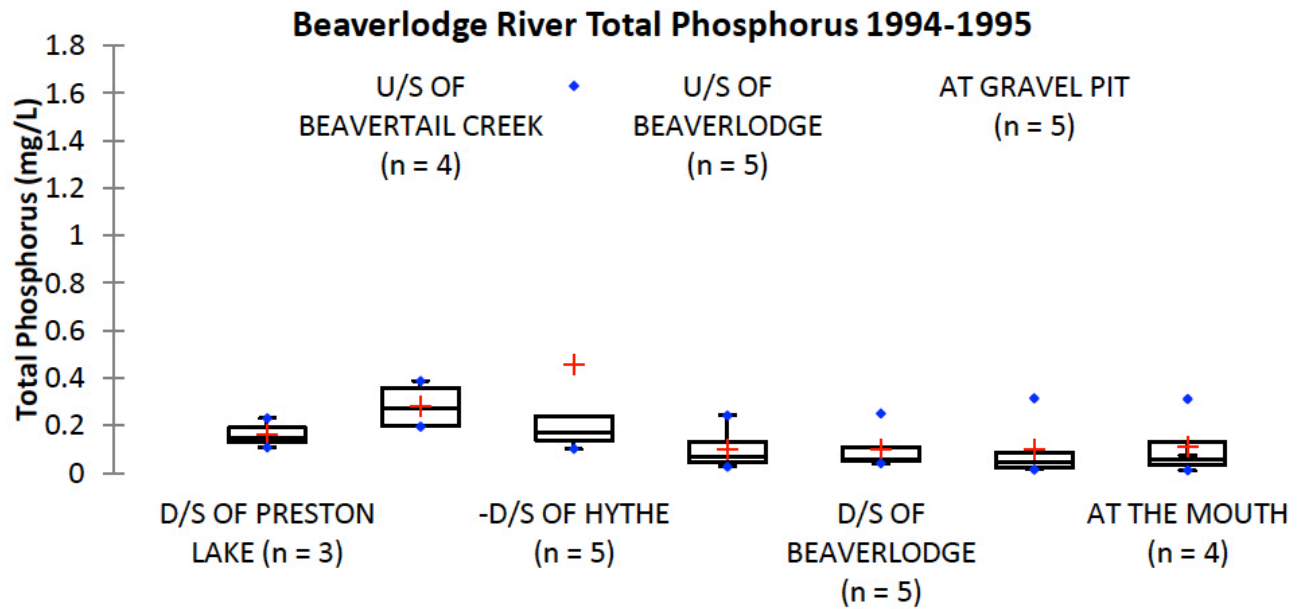 Beaverlodge River Total Phosphorus 1994-1995
Total Phosphorus (mg/L)
1.8
1.6
1.4
1.2
1
0.8
0.6
0.4
0.2
0
U/S OF
BEAVERTAIL CREEK
(n = 4)
U/S OF
BEAVERLODGE
(n = 5)
AT GRAVEL PIT
(n = 5)
D/S OF PRESTON
LAKE (n = 3)
-D/S OF HYTHE
(n = 5)
D/S OF
BEAVERLODGE
(n = 5)
AT THE MOUTH
(n = 4)